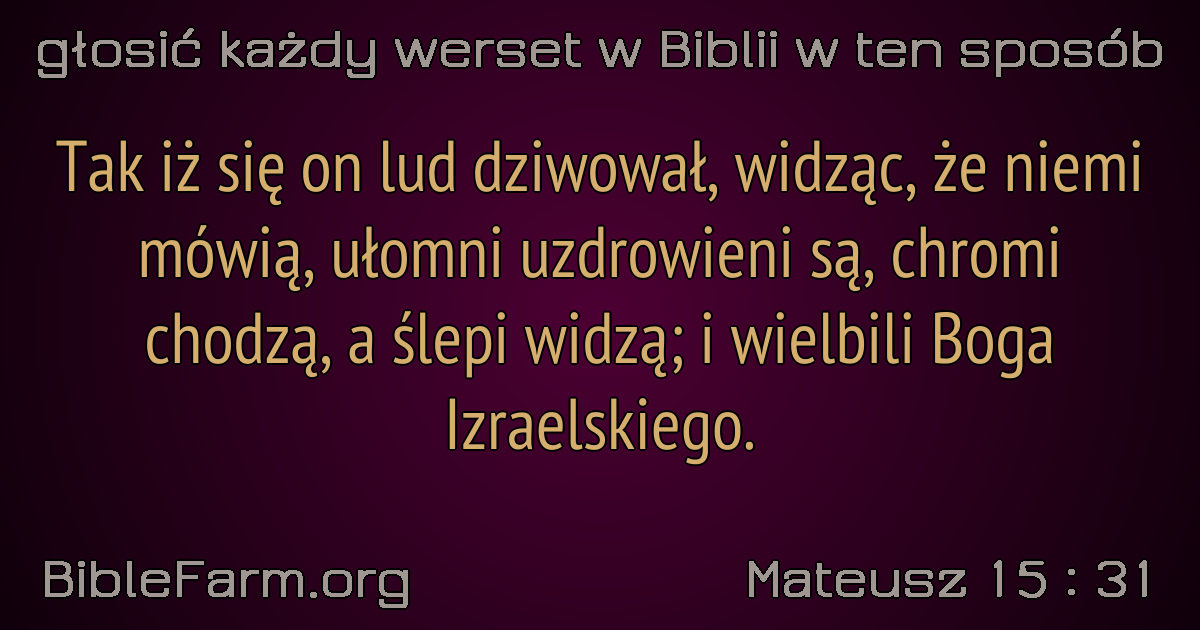 głosić każdy werset w Biblii w ten sposób
Tak iż się on lud dziwował, widząc, że niemi
mówią, ułomni uzdrowieni są, chromi
chodzą, a ślepi widzą; i wielbili Boga
Izraelskiego.
BibleFarm.org
Mateusz 15 : 31